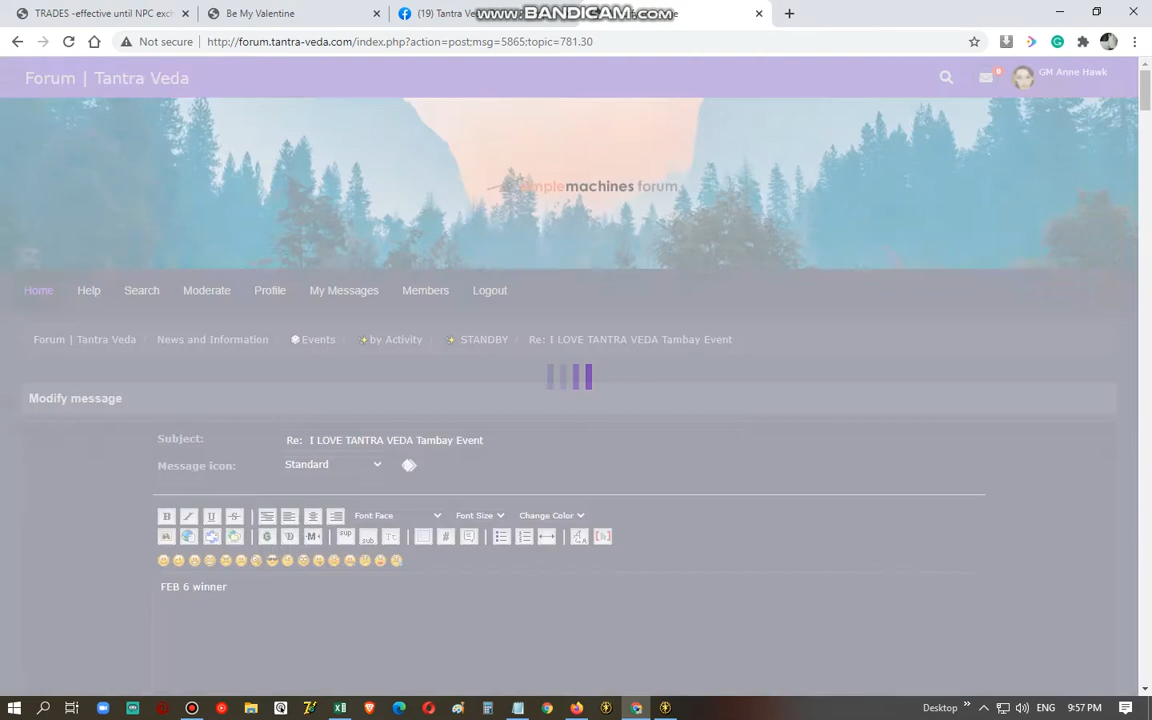 TRADES -effective until NPC exch
Be My Valentine
(19) Tantra Ve
www.BANDICAM.com
Not secure
http://forum.tantra-veda.com/index.php?action=post;msg=5865;topic=781.30
Forum | Tantra Veda
GM Anne Hawk
simplemachines forum
Home Help Search Moderate Profile My Messages Members Logout
Forum | Tantra Veda / News and Information / Events / by Activity / STANDBY / Re: I LOVE TANTRA VEDA Tambay Event
Modify message
Subject: Re: I LOVE TANTRA VEDA Tambay Event
Message icon: Standard
B I U S Font Face Font Size Change Color
sup sub
FEB 6 winner
Desktop ENG 9:57 PM